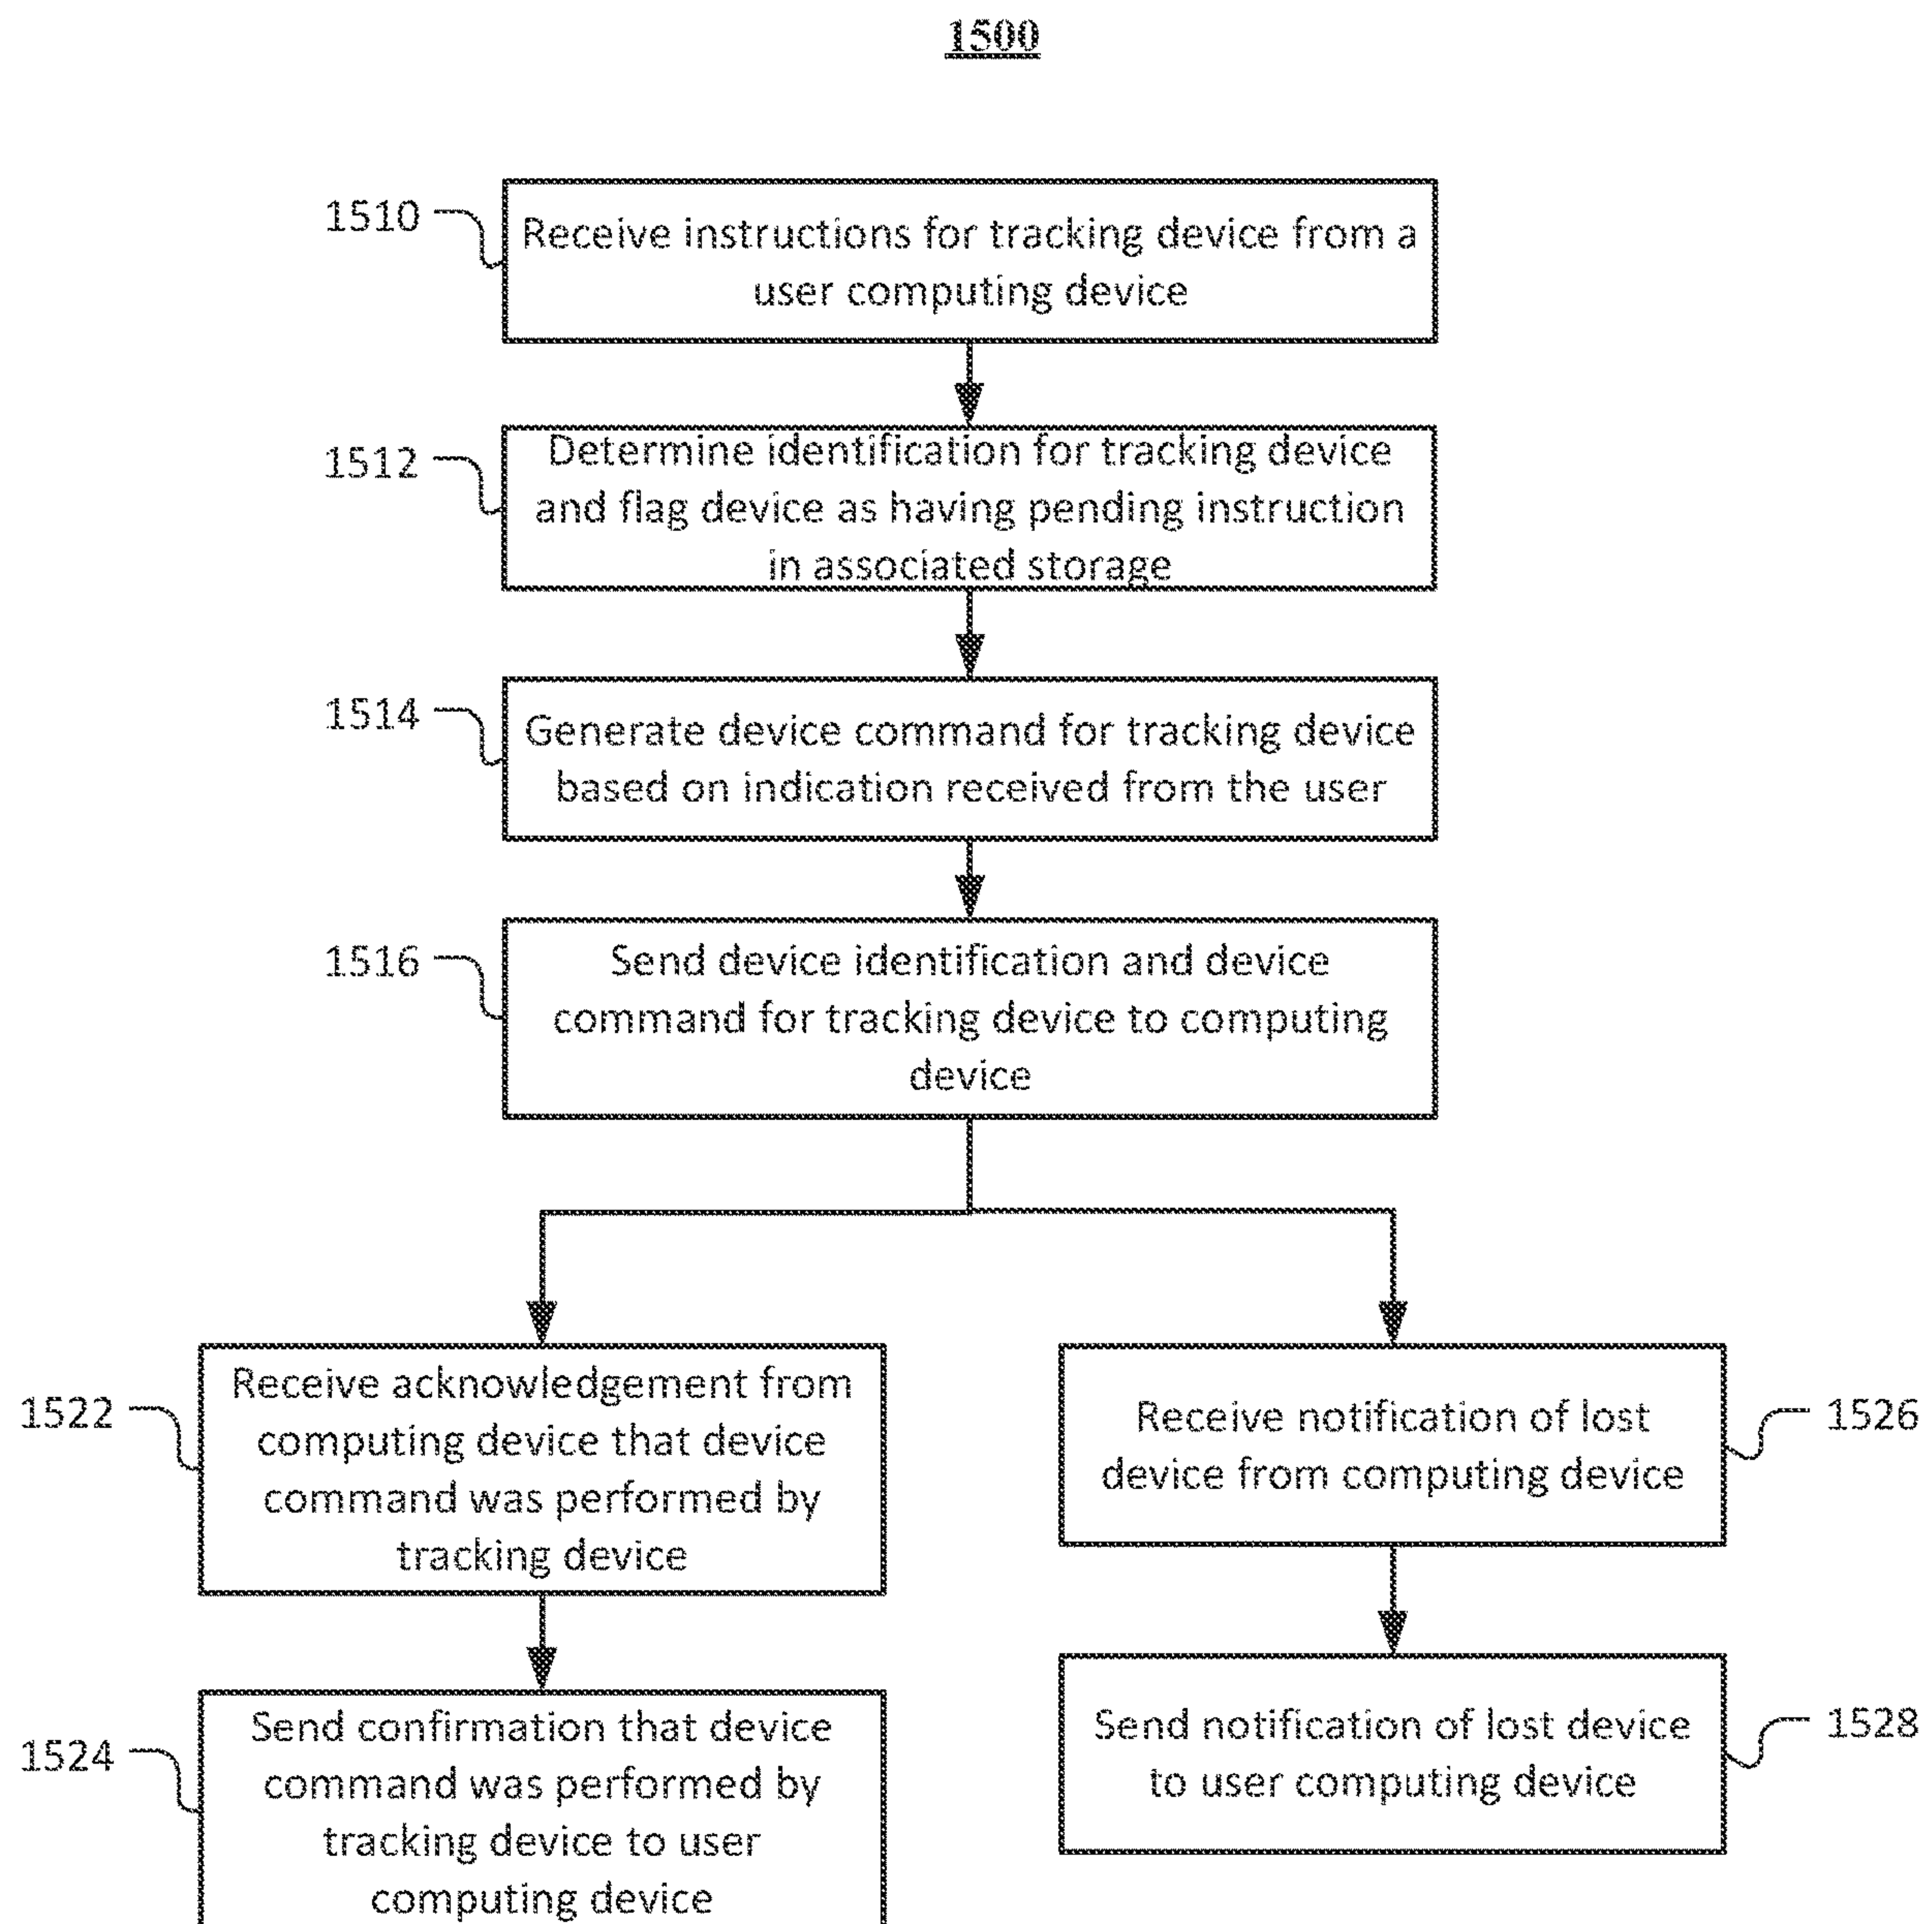 1500
1510
Receive instructions for tracking device from a
user computing device
1512
Determine identification for tracking device
and flag device as having pending instruction
in associated storage
1514
Generate device command for tracking device
based on indication received from the user
1516
Send device identification and device
command for tracking device to computing
device
1522
Receive acknowledgement from
computing device that device
command was performed by
tracking device
1526
Receive notification of lost
device from computing device
1524
Send confirmation that device
command was performed by
tracking device to user
computing device
1528
Send notification of lost device
to user computing device